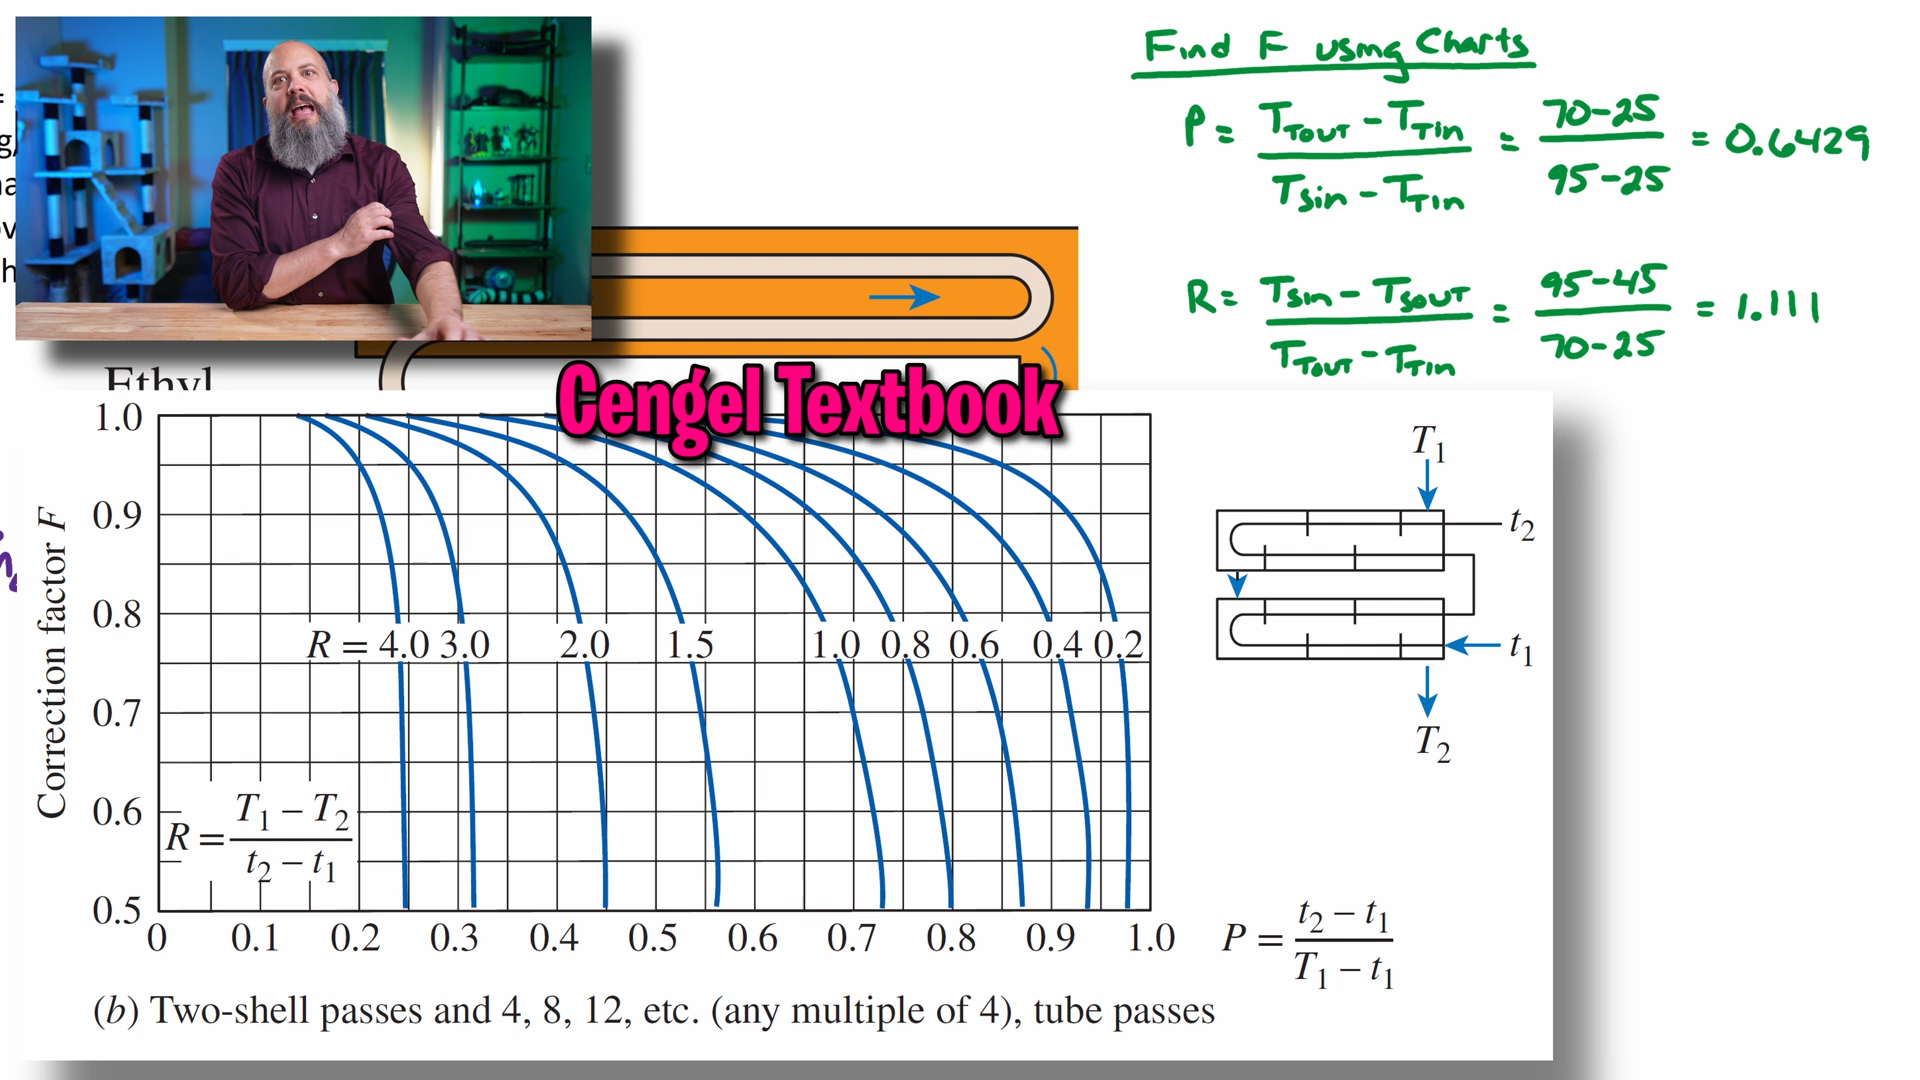 Find F using Charts
P = (T_Tout − T_Tin) / (T_sin − T_Tin) = (70−25) / (95−25) = 0.6429
R = (T_sin − T_sout) / (T_Tout − T_Tin) = (95−45) / (70−25) = 1.111
Ethyl
Cengel Textbook
Correction factor F
1.0
0.9
0.8
0.7
0.6
0.5
R = 4.0 3.0 2.0 1.5 1.0 0.8 0.6 0.4 0.2
R = (T1 − T2) / (t2 − t1)
0 0.1 0.2 0.3 0.4 0.5 0.6 0.7 0.8 0.9 1.0
T1
t2
t1
T2
P = (t2 − t1) / (T1 − t1)
(b) Two-shell passes and 4, 8, 12, etc. (any multiple of 4), tube passes